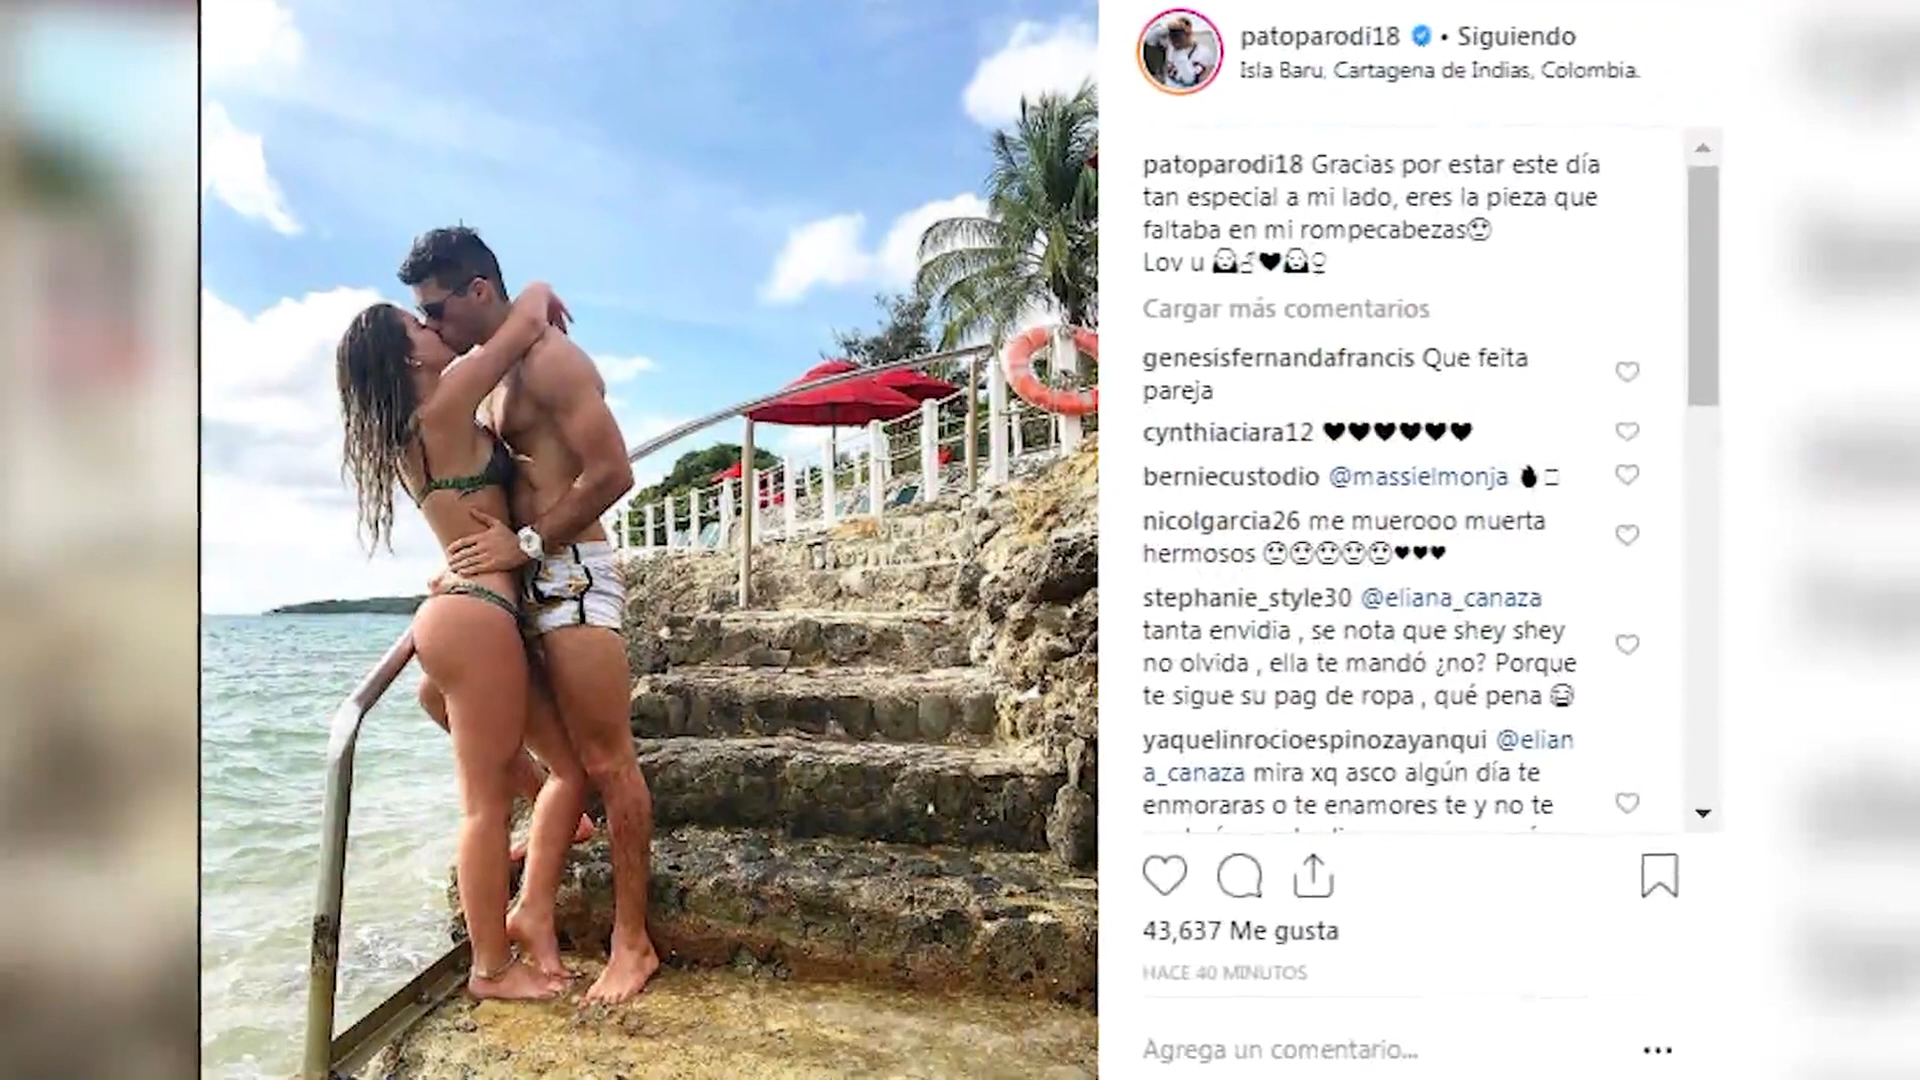 patoparodi18 • Siguiendo
Isla Baru, Cartagena de Indias, Colombia.
patoparodi18 Gracias por estar este día
tan especial a mi lado, eres la pieza que
faltaba en mi rompecabezas
Lov u ♥
Cargar más comentarios
genesisfernandafrancis Que feita
pareja
cynthiaciara12 ♥♥♥♥♥♥
berniecustodio @massielmonja
nicolgarcia26 me muerooo muerta
hermosos ♥♥♥
stephanie_style30 @eliana_canaza
tanta envidia , se nota que shey shey
no olvida , ella te mandó ¿no? Porque
te sigue su pag de ropa , qué pena
yaquelinrocioespinozayanqui @elian
a_canaza mira xq asco algún día te
enmoraras o te enamores te y no te
43,637 Me gusta
HACE 40 MINUTOS
Agrega un comentario...